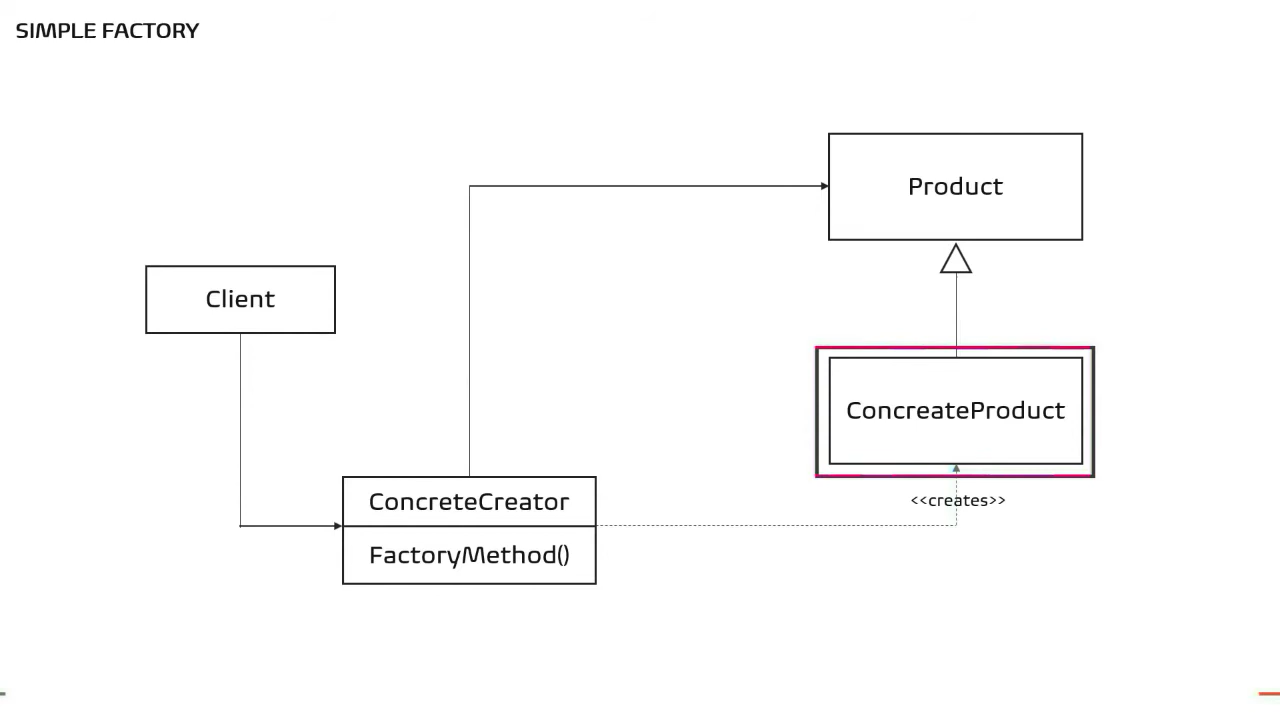 SIMPLE FACTORY
Product
Client
ConcreateProduct
ConcreteCreator
<<creates>>
FactoryMethod()